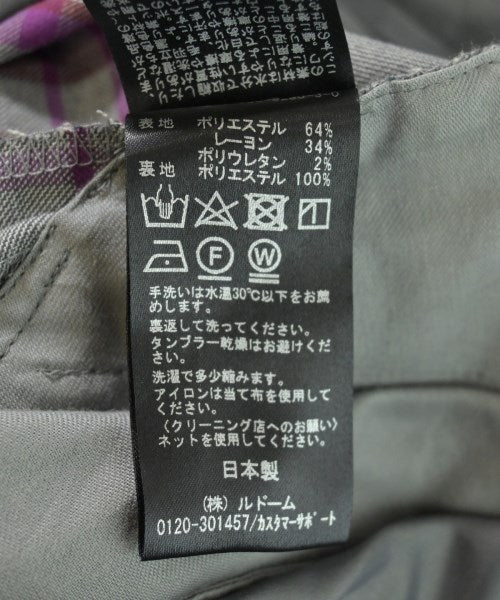 表地 ポリエステル 64%
レーヨン 34%
ポリウレタン 2%
裏地 ポリエステル 100%
F
W
手洗いは水温30℃以下をお薦
めします。
裏返して洗ってください。
タンブラー乾燥はお避けくだ
さい。
洗濯で多少縮みます。
アイロンは当て布を使用して
ください。
〈クリーニング店へのお願い〉
ネットを使用してください。
日本製
(株) ルドーム
0120-301457/カスタマーサポート